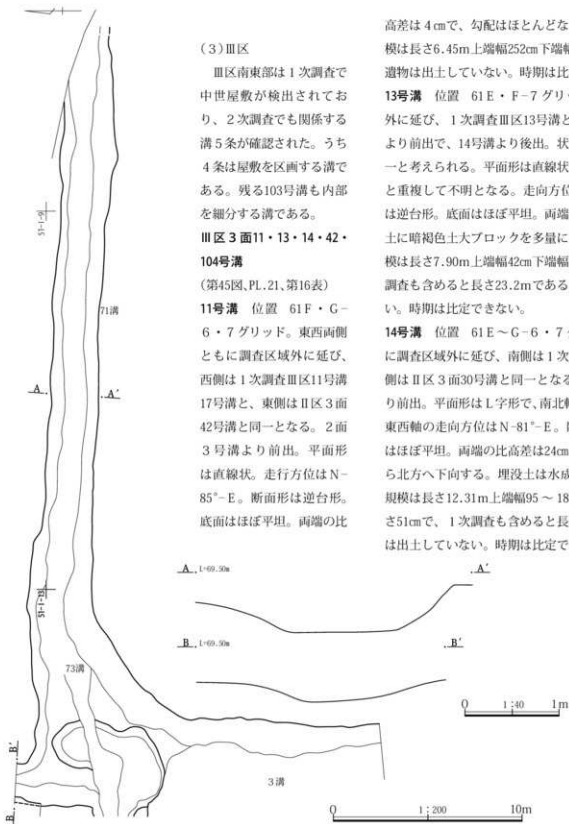 (3)Ⅲ区
　Ⅲ区南東部は1次調査で
中世屋敷が検出されてお
り、2次調査でも関係する
溝5条が確認された。うち
4条は屋敷を区画する溝で
ある。残る103号溝も内部
を細分する溝である。
Ⅲ区3面11・13・14・42・
104号溝
(第45図、PL.21、第16表)
11号溝　位置　61F・G-
6・7グリッド。東西両側
ともに調査区域外に延び、
西側は1次調査Ⅲ区11号溝
17号溝と、東側はⅡ区3面
42号溝と同一となる。2面
3号溝より前出。平面形
は直線状。走行方位はN-
85°-E。断面形は逆台形。
底面はほぼ平坦。両端の比
高差は4cmで、勾配はほとんどな
模は長さ6.45m上端幅252cm下端幅
遺物は出土していない。時期は比
13号溝　位置　61E・F-7グリッ
外に延び、1次調査Ⅲ区13号溝と
より前出で、14号溝より後出。状
一と考えられる。平面形は直線状
と重複して不明となる。走向方位
は逆台形。底面はほぼ平坦。両端
土に暗褐色土大ブロックを多量に
模は長さ7.90m上端幅42cm下端幅
調査も含めると長さ23.2mである
い。時期は比定できない。
14号溝　位置　61E～G-6・7グ
に調査区域外に延び、南側は1次
側はⅡ区3面30号溝と同一となる
り前出。平面形はL字形で、南北軸
東西軸の走向方位はN-81°-E。
はほぼ平坦。両端の比高差は24cm
ら北方へ下向する。埋没土は水成
規模は長さ12.31m上端幅95～18
さ51cmで、1次調査も含めると長
は出土していない。時期は比定で
51-I-9
71溝
A
A'
51-I-13
73溝
B'
B
3溝
A L=69.50m A'
B L=69.50m B'
0 1:40 1m
0 1:200 10m